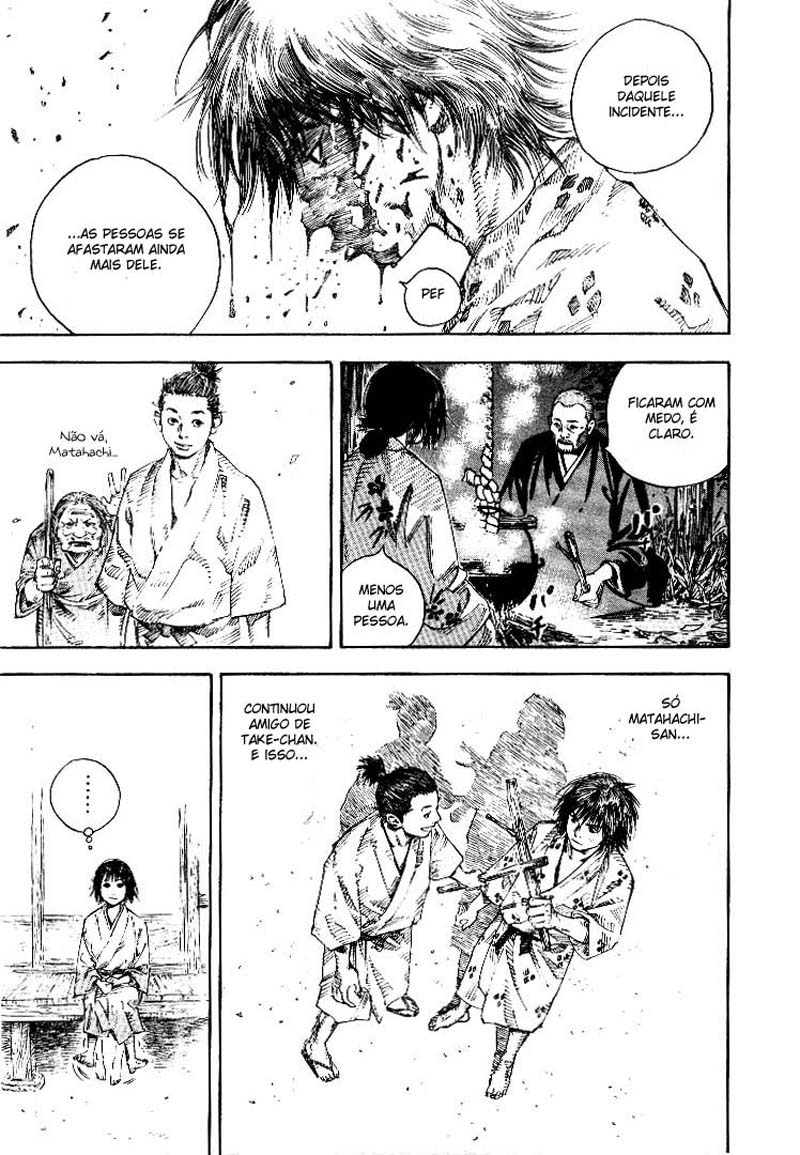 DEPOIS
DAQUELE
INCIDENTE...
...AS PESSOAS SE
AFASTARAM AINDA
MAIS DELE.
PEF
FICARAM COM
MEDO, É
CLARO.
MENOS
UMA
PESSOA.
Não vá,
Matahachi...
SÓ
MATAHACHI-
SAN...
CONTINUOU
AMIGO DE
TAKE-CHAN.
E ISSO...
......